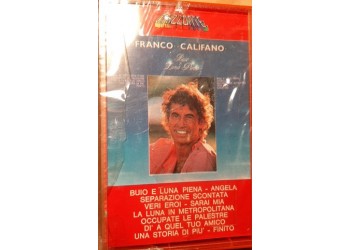 FRANCO CALIFANO
BUIO E LUNA PIENA - ANGELA
SEPARAZIONE SCONTATA
VERI EROI - SARAI MIA
LA LUNA IN METROPOLITANA
OCCUPATE LE PALESTRE
DI' A QUEL TUO AMICO
UNA STORIA DI PIU' - FINITO